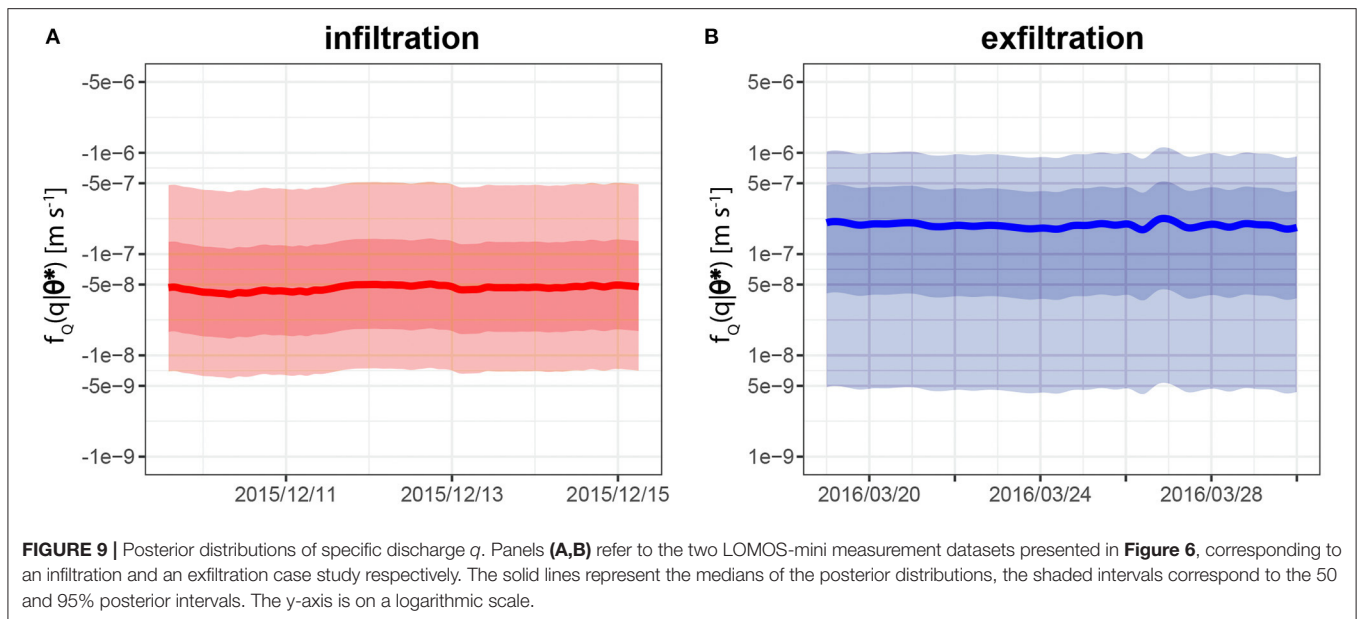 A
infiltration
B
exfiltration
-5e-6
-1e-6
-5e-7
-1e-7
-5e-8
-1e-8
-5e-9
-1e-9
f_Q(q|θ*) [m s⁻¹]
2015/12/11
2015/12/13
2015/12/15
5e-6
1e-6
5e-7
1e-7
5e-8
1e-8
5e-9
1e-9
f_Q(q|θ*) [m s⁻¹]
2016/03/20
2016/03/24
2016/03/28
FIGURE 9 | Posterior distributions of specific discharge q. Panels (A,B) refer to the two LOMOS-mini measurement datasets presented in Figure 6, corresponding to
an infiltration and an exfiltration case study respectively. The solid lines represent the medians of the posterior distributions, the shaded intervals correspond to the 50
and 95% posterior intervals. The y-axis is on a logarithmic scale.